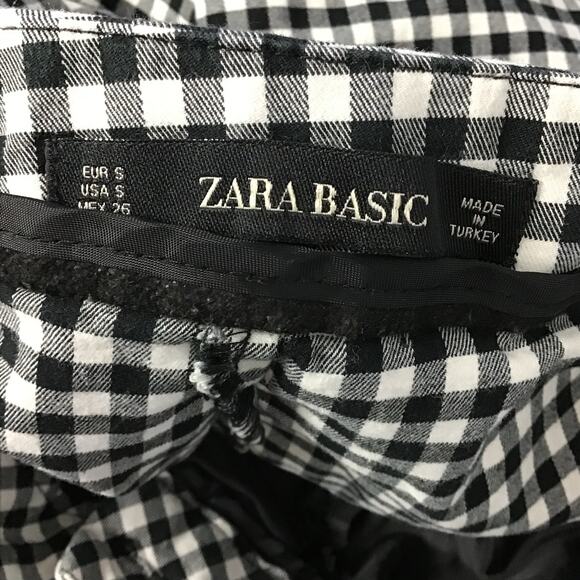 EUR S
USA S
MEX 26
ZARA BASIC
MADE
IN
TURKEY